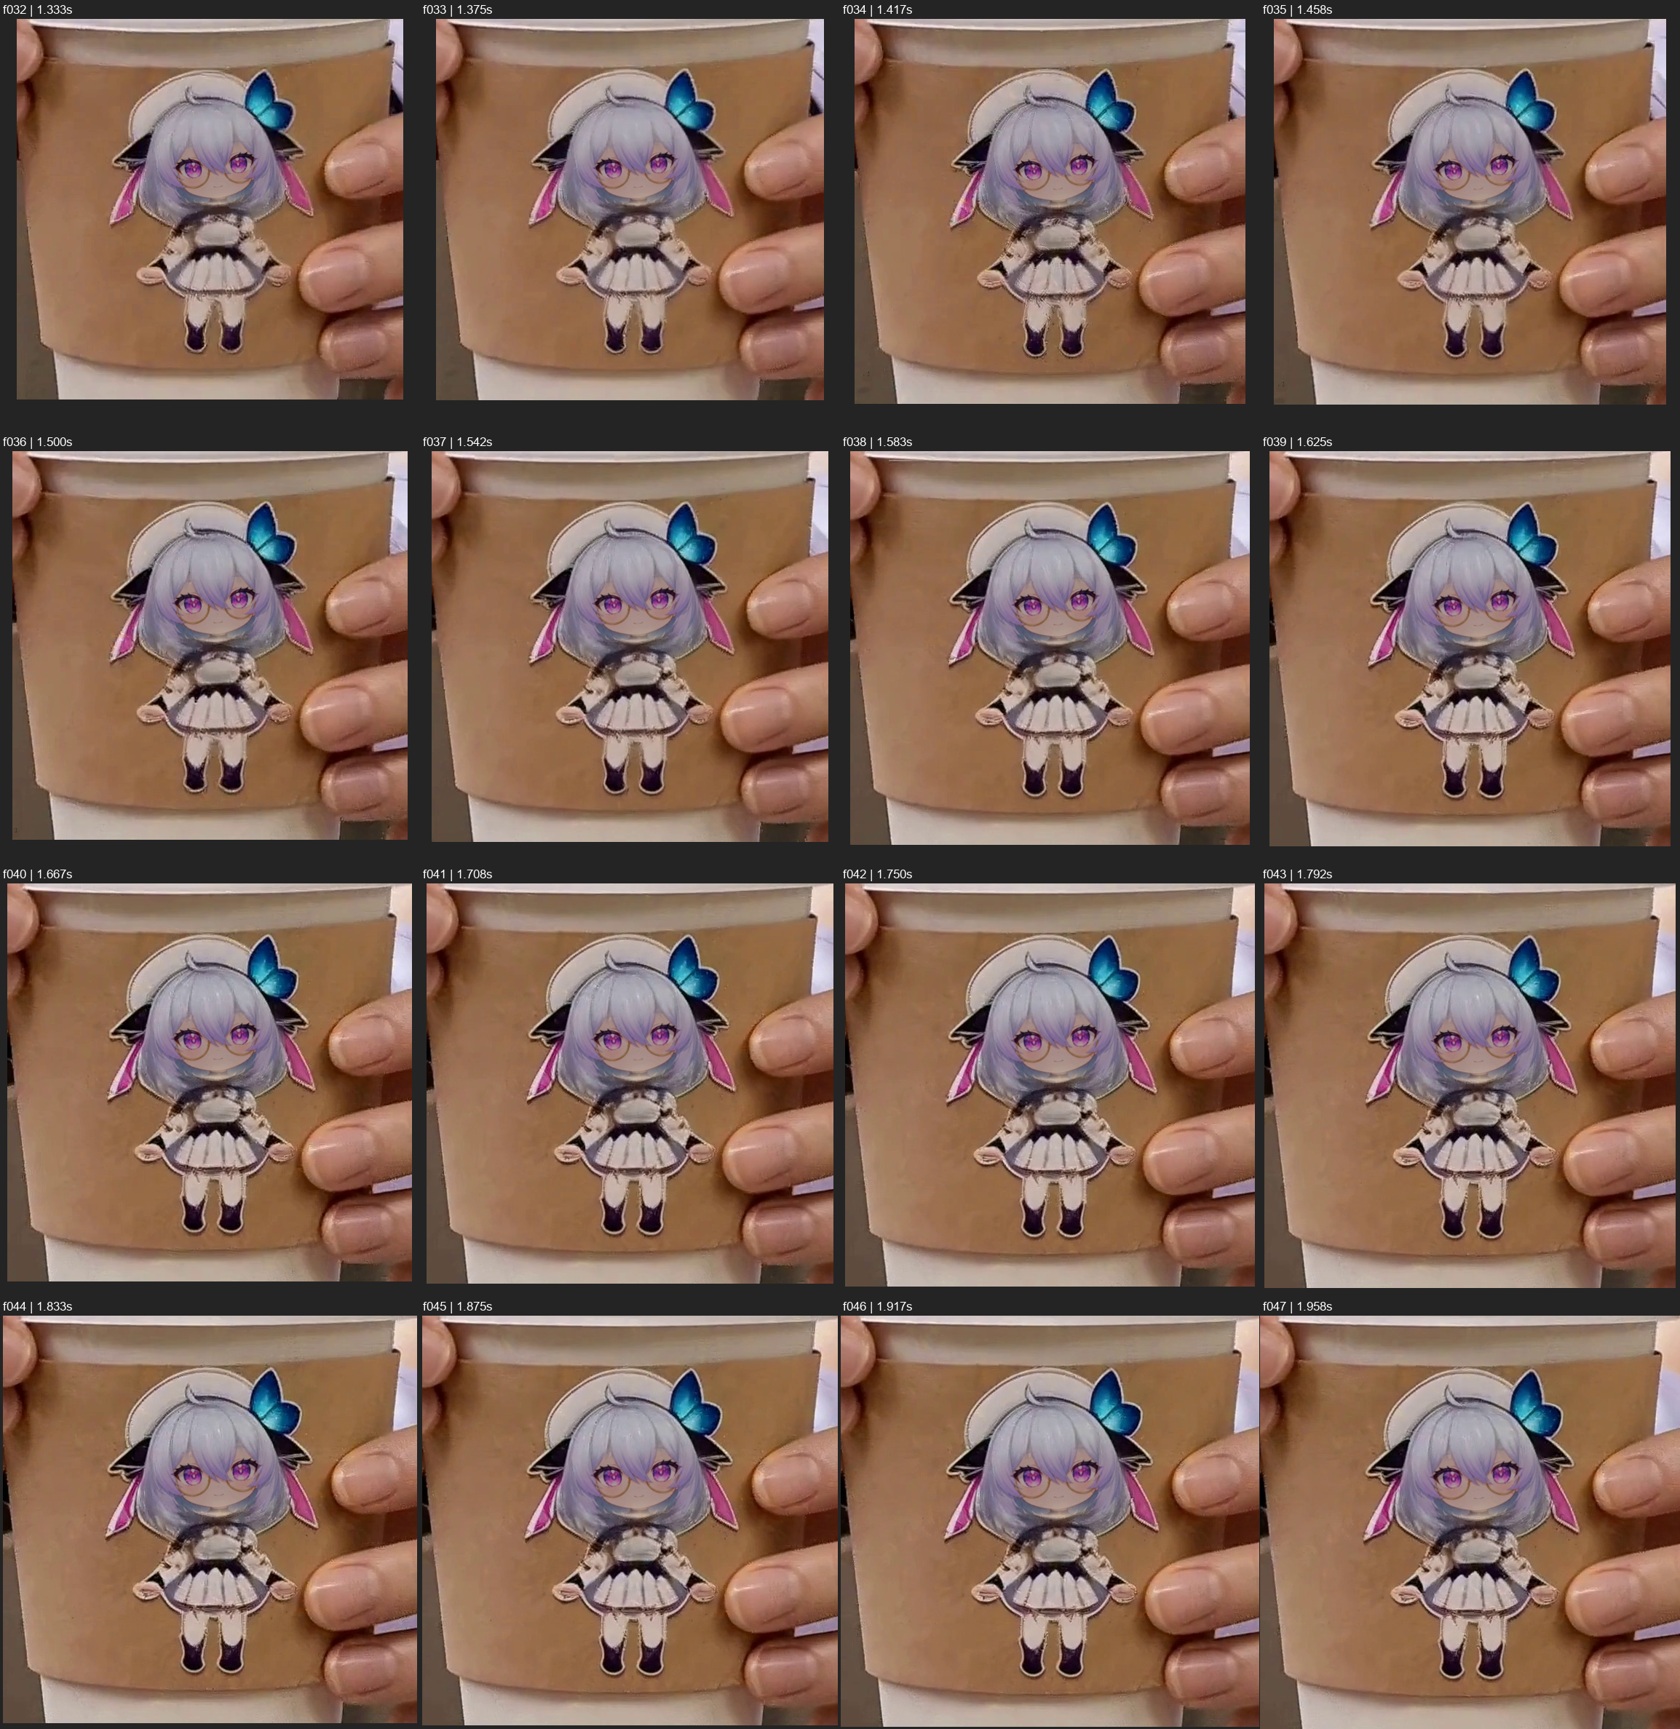 f032 | 1.333s
f033 | 1.375s
f034 | 1.417s
f035 | 1.458s
f036 | 1.500s
f037 | 1.542s
f038 | 1.583s
f039 | 1.625s
f040 | 1.667s
f041 | 1.708s
f042 | 1.750s
f043 | 1.792s
f044 | 1.833s
f045 | 1.875s
f046 | 1.917s
f047 | 1.958s